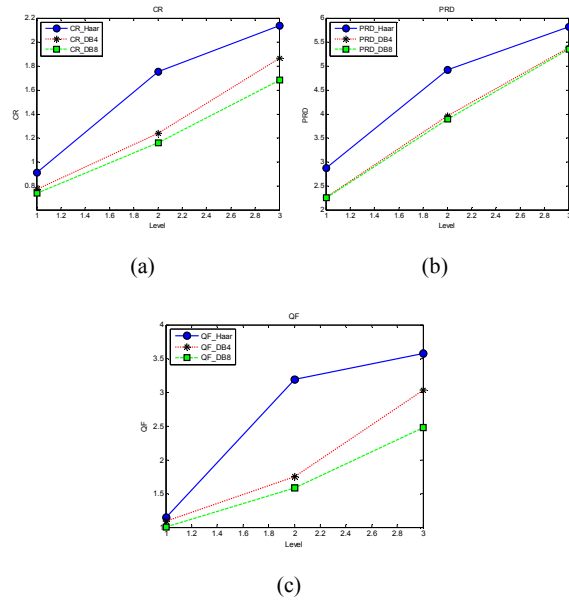 CR
2.2
2
1.8
1.6
1.4
1.2
1
0.8
CR
CR_Haar
CR_DB4
CR_DB8
1 1.2 1.4 1.6 1.8 2 2.2 2.4 2.6 2.8 3
Level
(a)
PRD
6
5.5
5
4.5
4
3.5
3
2.5
2
PRD
PRD_Haar
PRD_DB4
PRD_DB8
1 1.2 1.4 1.6 1.8 2 2.2 2.4 2.6 2.8 3
Level
(b)
QF
4
3.5
3
2.5
2
1.5
QF
QF_Haar
QF_DB4
QF_DB8
1 1.2 1.4 1.6 1.8 2 2.2 2.4 2.6 2.8 3
Level
(c)